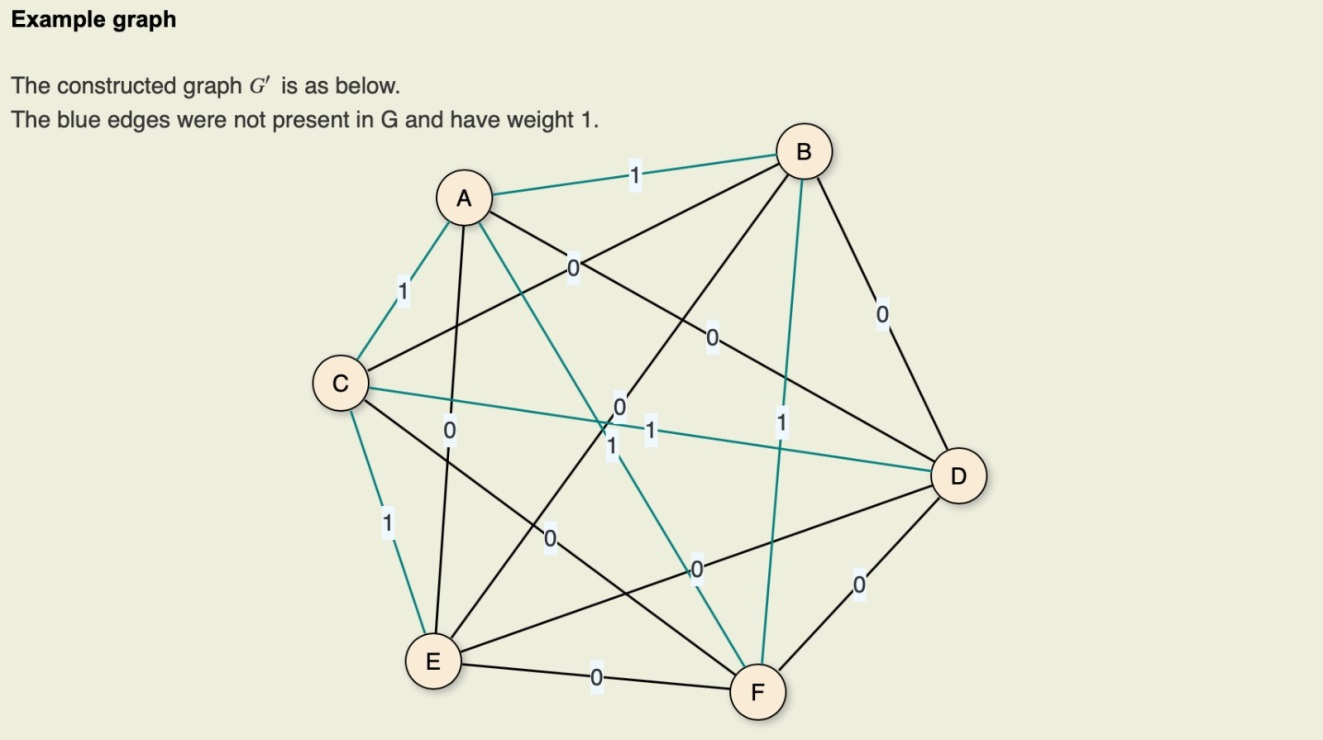 Example graph
The constructed graph G′ is as below.
The blue edges were not present in G and have weight 1.
B
1
A
0
1
0
0
C
0
1
1
0
1
D
1
0
0
0
E
0
F